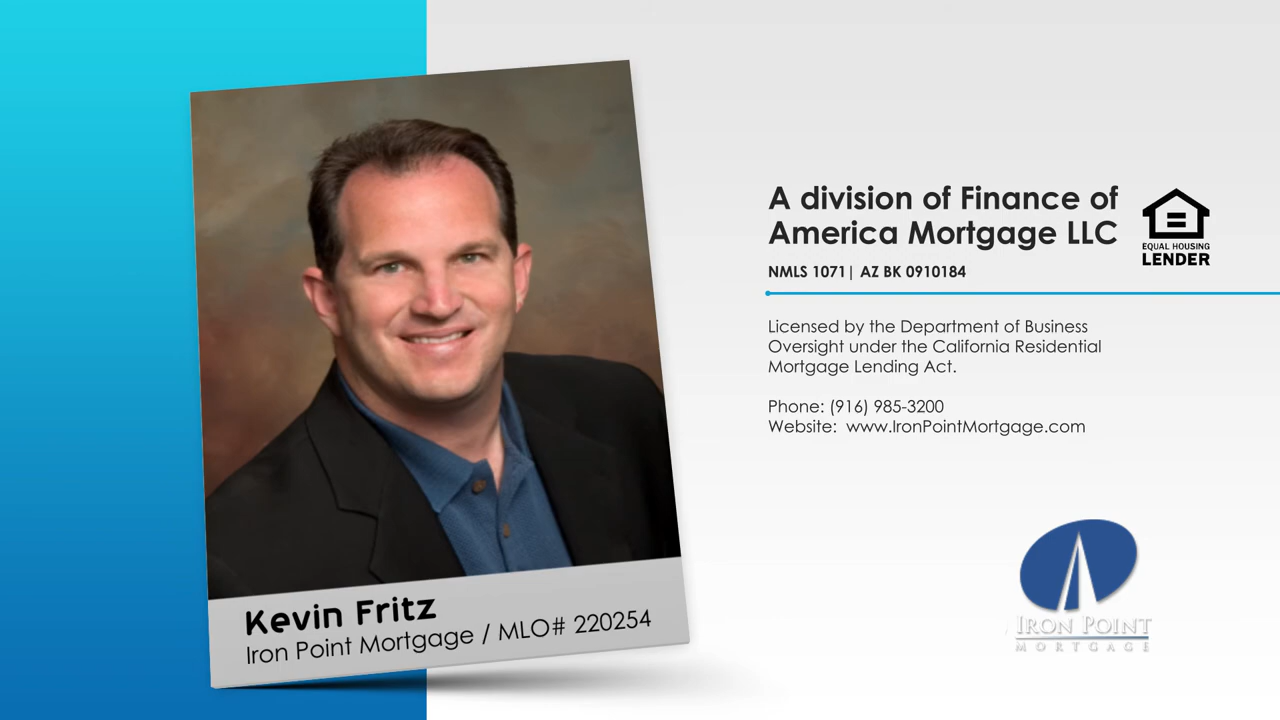 Kevin Fritz
Iron Point Mortgage / MLO# 220254
A division of Finance of
America Mortgage LLC
NMLS 1071| AZ BK 0910184
EQUAL HOUSING
LENDER
Licensed by the Department of Business
Oversight under the California Residential
Mortgage Lending Act.
Phone: (916) 985-3200
Website: www.IronPointMortgage.com
IRON POINT
MORTGAGE